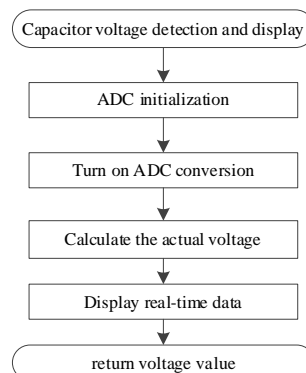 Capacitor voltage detection and display
ADC initialization
Turn on ADC conversion
Calculate the actual voltage
Display real-time data
return voltage value